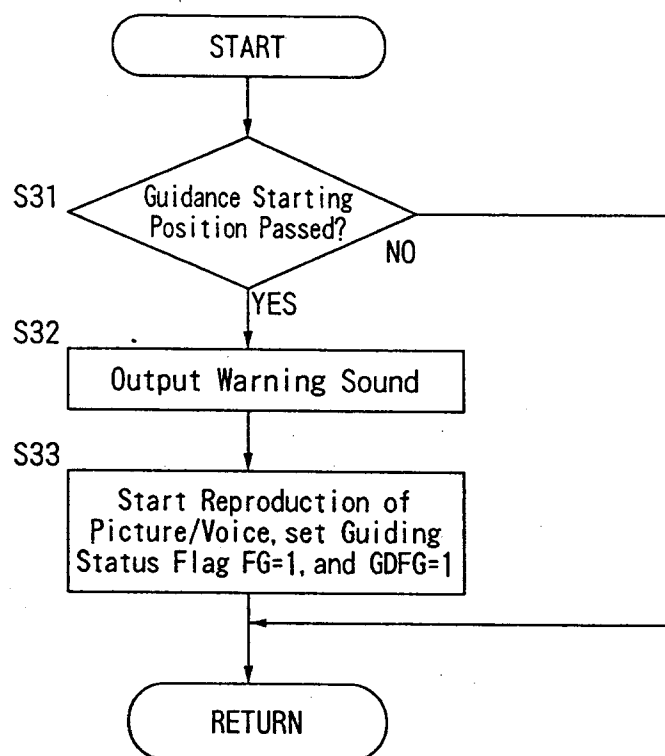 START
S31
Guidance Starting
Position Passed?
NO
YES
S32
Output Warning Sound
S33
Start Reproduction of
Picture/Voice, set Guiding
Status Flag FG=1, and GDFG=1
RETURN